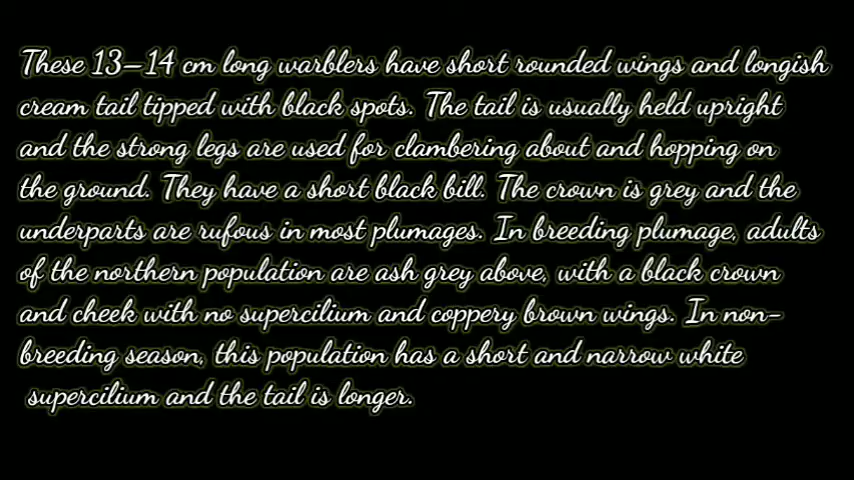 These 13–14 cm long warblers have short rounded wings and longish
cream tail tipped with black spots. The tail is usually held upright
and the strong legs are used for clambering about and hopping on
the ground. They have a short black bill. The crown is grey and the
underparts are rufous in most plumages. In breeding plumage, adults
of the northern population are ash grey above, with a black crown
and cheek with no supercilium and coppery brown wings. In non-
breeding season, this population has a short and narrow white
supercilium and the tail is longer.